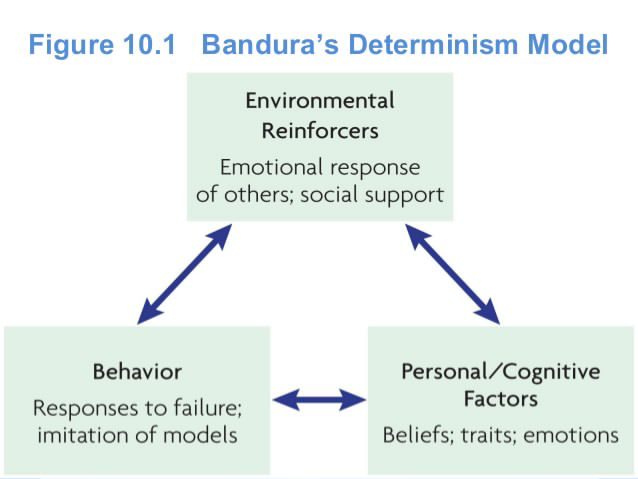 Figure 10.1 Bandura’s Determinism Model
Environmental
Reinforcers
Emotional response
of others; social support
Behavior
Responses to failure;
imitation of models
Personal/Cognitive
Factors
Beliefs; traits; emotions